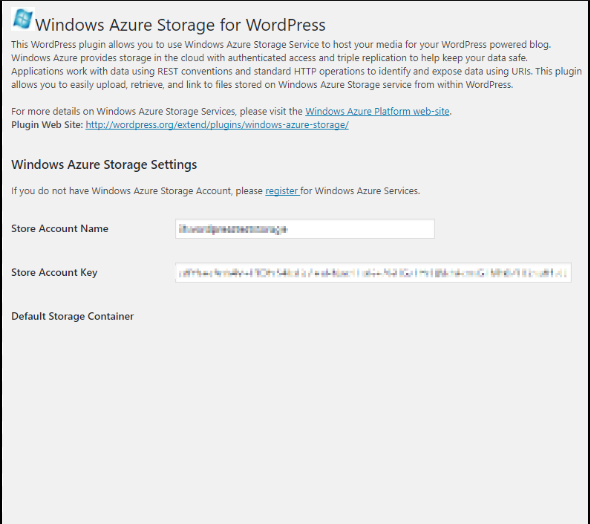 Windows Azure Storage for WordPress
This WordPress plugin allows you to use Windows Azure Storage Service to host your media for your WordPress powered blog.
Windows Azure provides storage in the cloud with authenticated access and triple replication to help keep your data safe.
Applications work with data using REST conventions and standard HTTP operations to identify and expose data using URIs. This plugin
allows you to easily upload, retrieve, and link to files stored on Windows Azure Storage service from within WordPress.
For more details on Windows Azure Storage Services, please visit the Windows Azure Platform web-site.
Plugin Web Site: http://wordpress.org/extend/plugins/windows-azure-storage/
Windows Azure Storage Settings
If you do not have Windows Azure Storage Account, please register for Windows Azure Services.
Store Account Name
Store Account Key
Default Storage Container